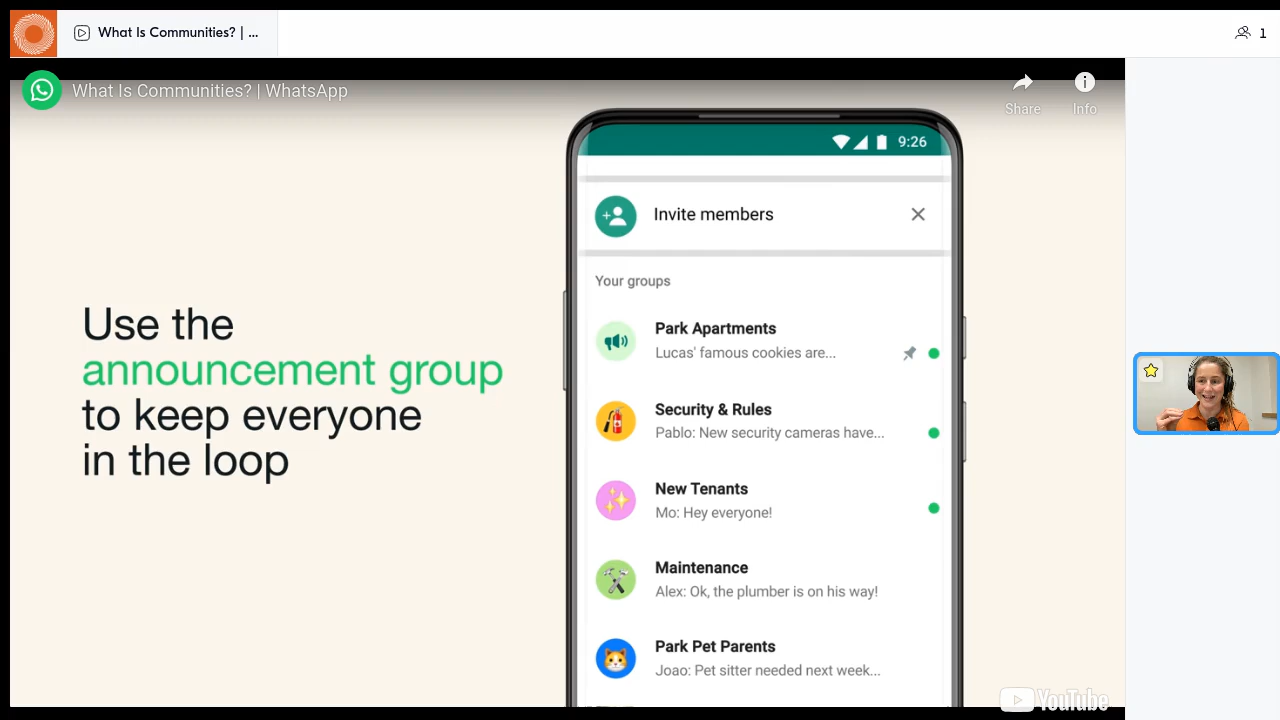 What Is Communities? | ...
1
What Is Communities? | WhatsApp
Share
Info
9:26
Invite members
Your groups
Use the
announcement group
to keep everyone
in the loop
Park Apartments
Lucas' famous cookies are...
Security & Rules
Pablo: New security cameras have...
New Tenants
Mo: Hey everyone!
Maintenance
Alex: Ok, the plumber is on his way!
Park Pet Parents
Joao: Pet sitter needed next week...
YouTube